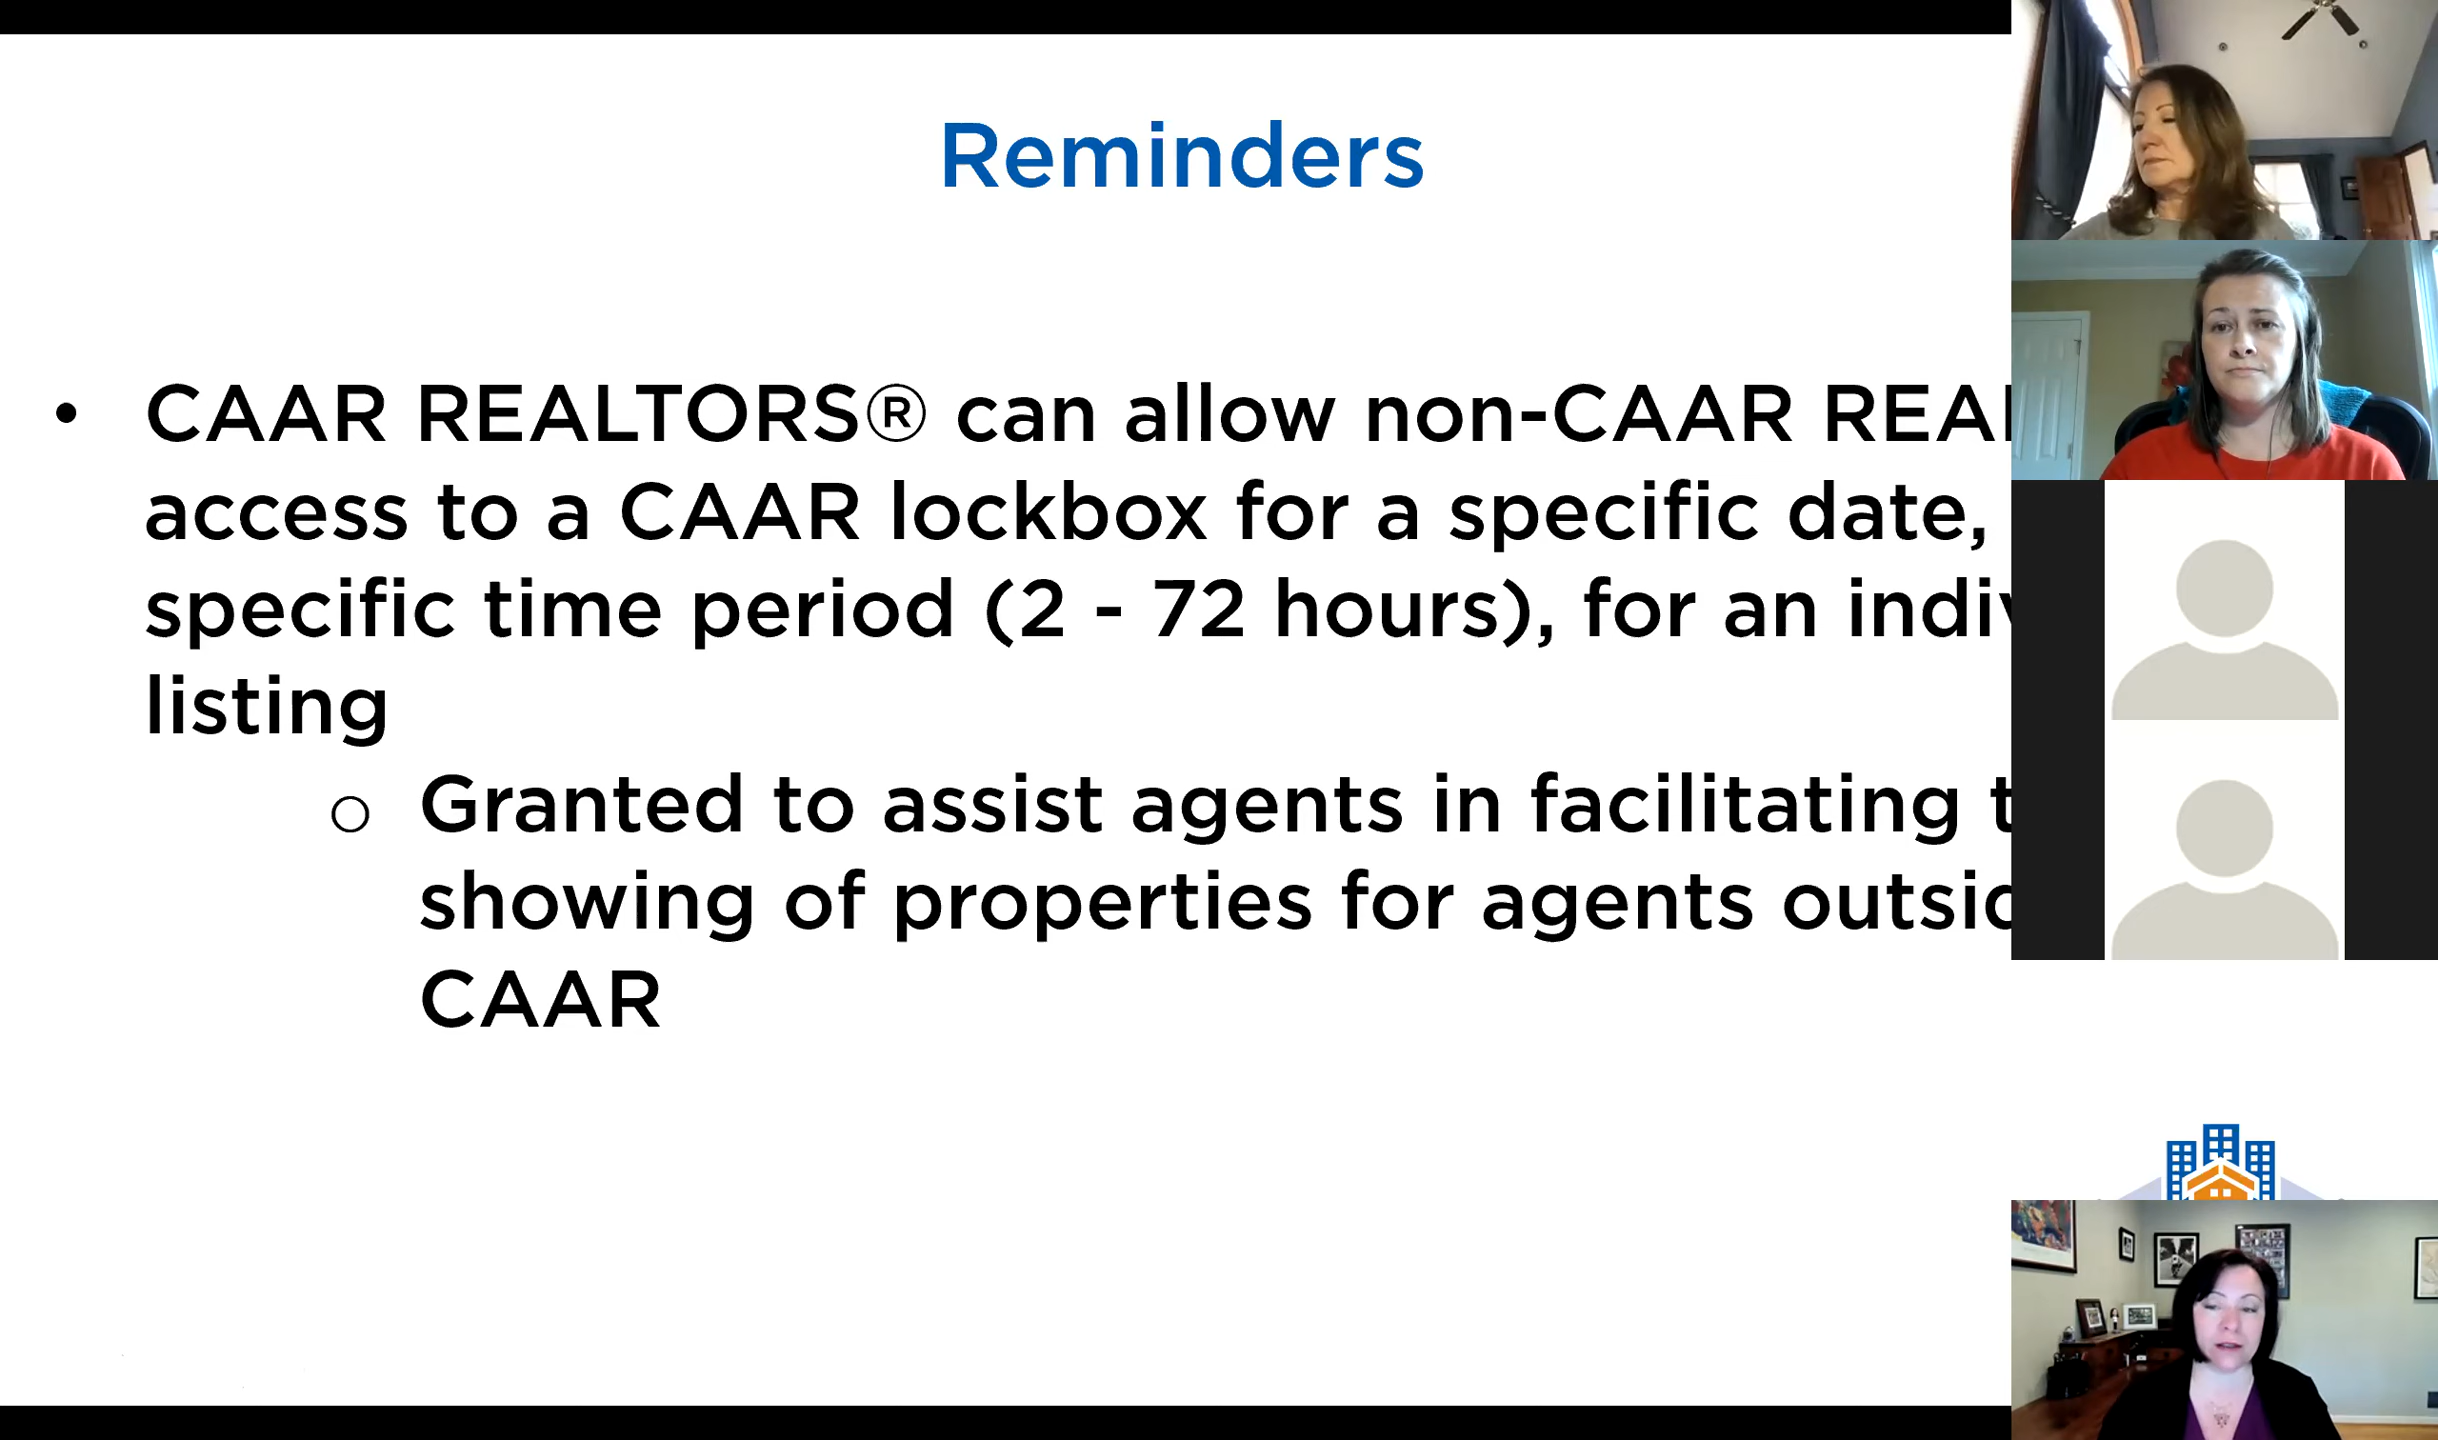 Reminders
• CAAR REALTORS® can allow non-CAAR
access to a CAAR lockbox for a specific date,
specific time period (2 - 72 hours), for an
listing
○ Granted to assist agents in facilitating
showing of properties for agents
CAAR